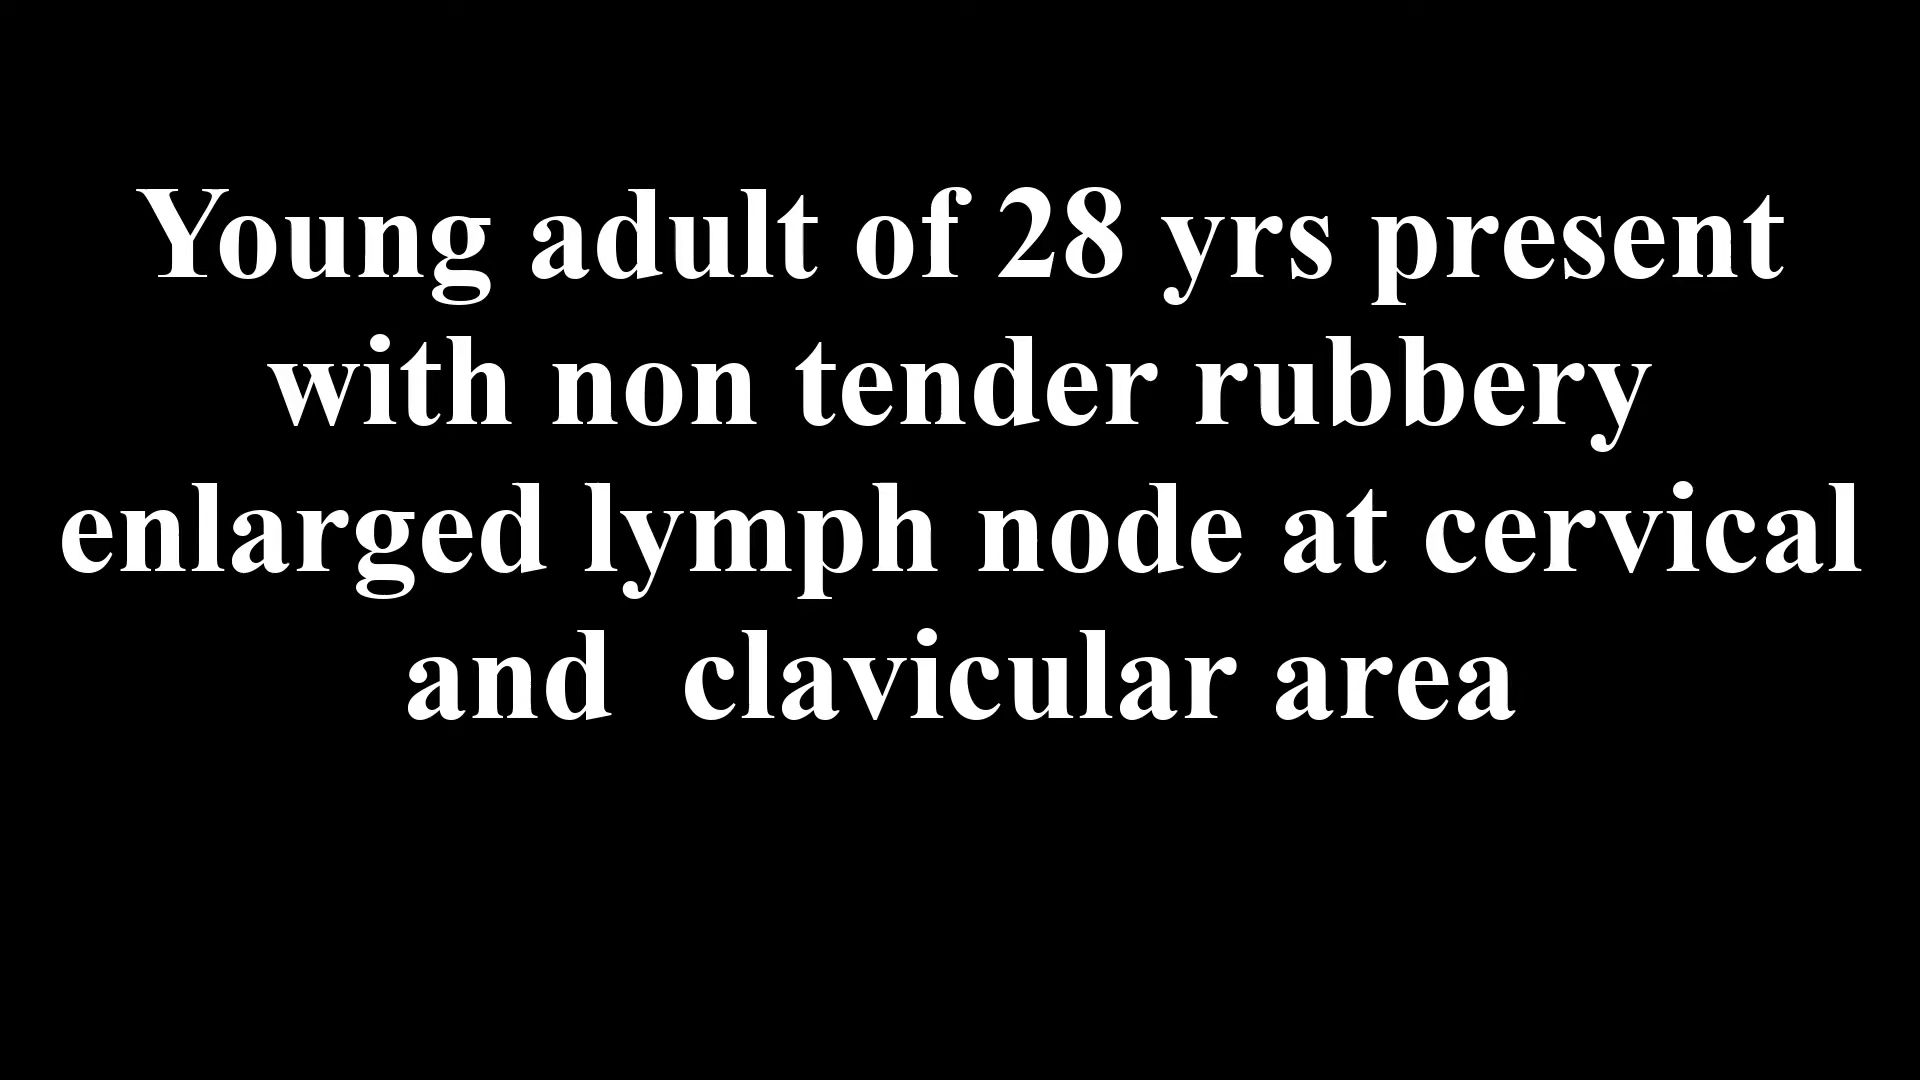 Young adult of 28 yrs present
with non tender rubbery
enlarged lymph node at cervical
and  clavicular area